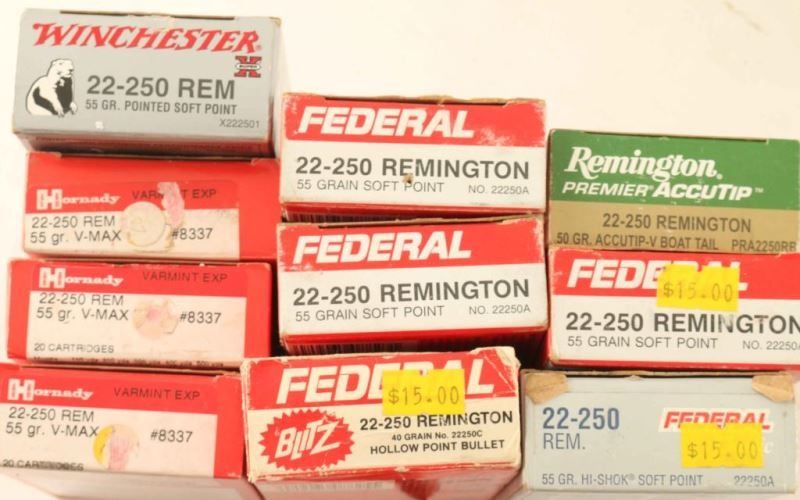 WINCHESTER
SUPER X
22-250 REM
55 GR. POINTED SOFT POINT
X222501
Hornady VARMINT EXP
22-250 REM
55 gr. V-MAX #8337
Hornady VARMINT EXP
22-250 REM
55 gr. V-MAX #8337
20 CARTRIDGES
Hornady VARMINT EXP
22-250 REM
55 gr. V-MAX #8337
20 CARTRIDGES
FEDERAL
22-250 REMINGTON
55 GRAIN SOFT POINT NO. 22250A
FEDERAL
22-250 REMINGTON
55 GRAIN SOFT POINT NO. 22250A
FEDERAL
$15.00
BLITZ
22-250 REMINGTON
40 GRAIN No. 22250C
HOLLOW POINT BULLET
Remington
PREMIER ACCUTIP™
22-250 REMINGTON
50 GR. ACCUTIP-V BOAT TAIL PRA2250RB
FEDERAL
$15.00
22-250 REMINGTON
55 GRAIN SOFT POINT NO. 22250A
22-250
REM.
FEDERAL
$15.00
55 GR. HI-SHOK® SOFT POINT 22250A